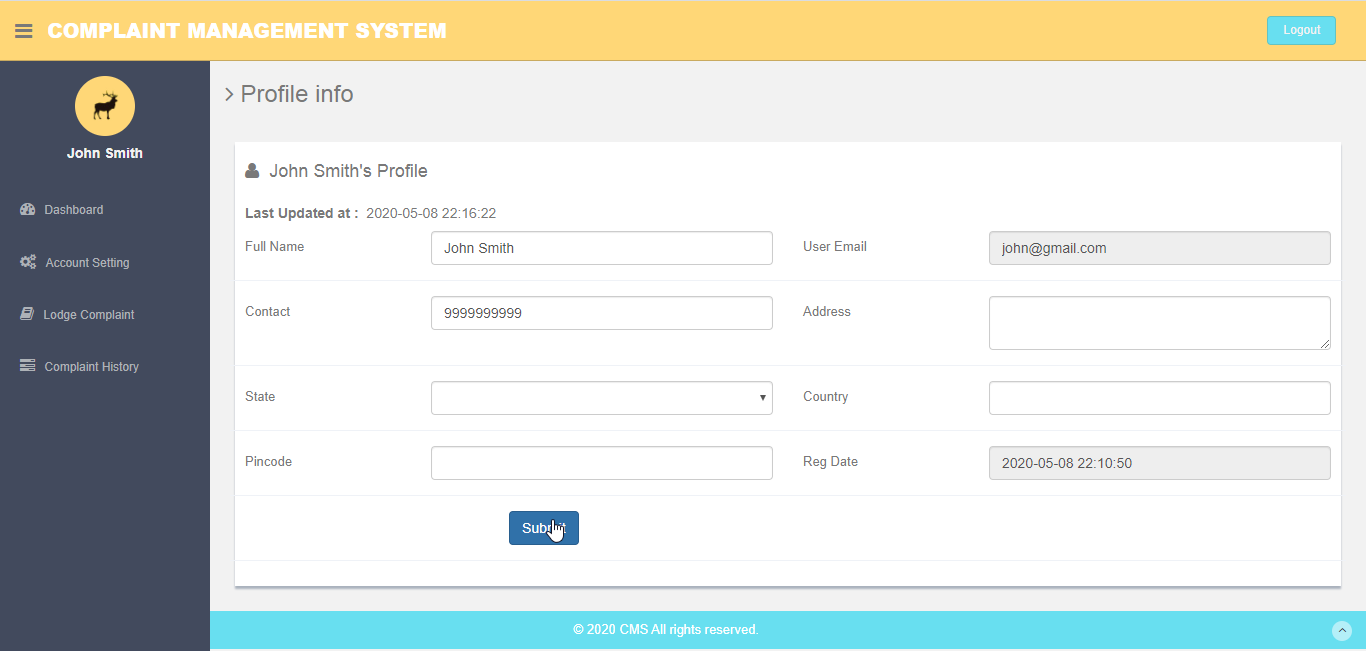 COMPLAINT MANAGEMENT SYSTEM
Logout
John Smith
Dashboard
Account Setting
Lodge Complaint
Complaint History
Profile info
John Smith's Profile
Last Updated at : 2020-05-08 22:16:22
Full Name John Smith User Email john@gmail.com
Contact 9999999999 Address
State Country
Pincode Reg Date 2020-05-08 22:10:50
© 2020 CMS All rights reserved.